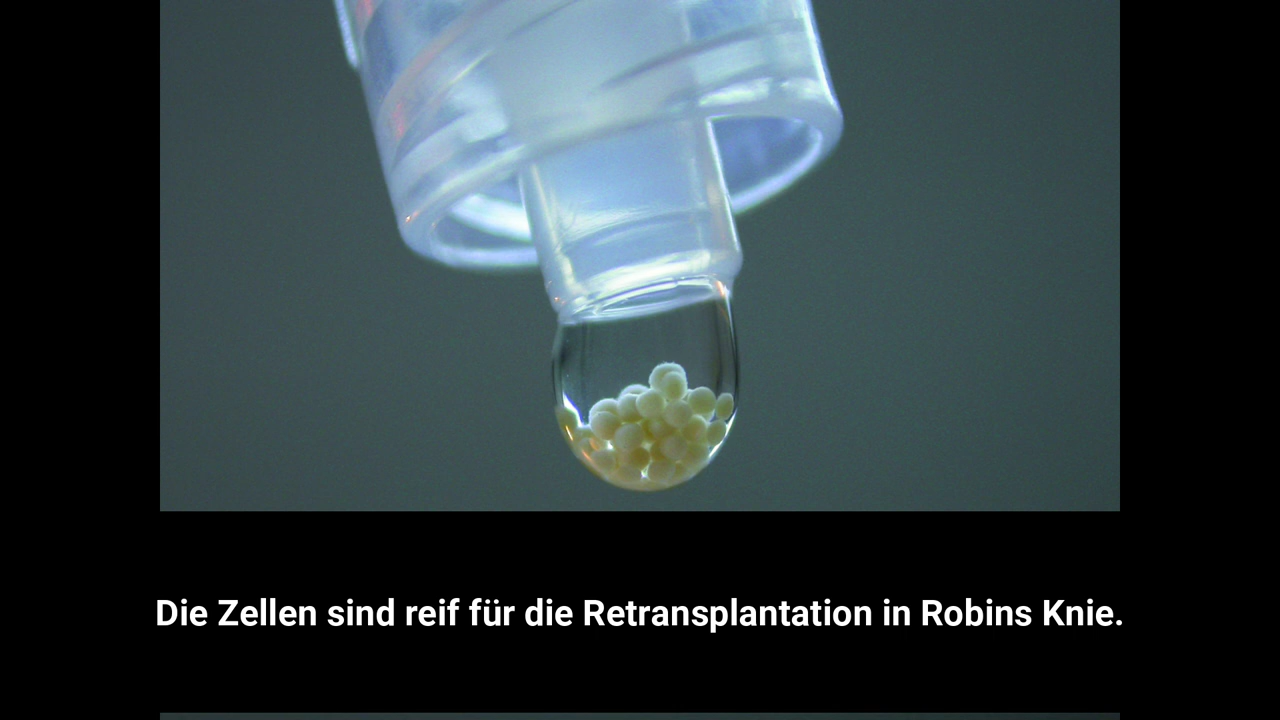 Die Zellen sind reif für die Retransplantation in Robins Knie.